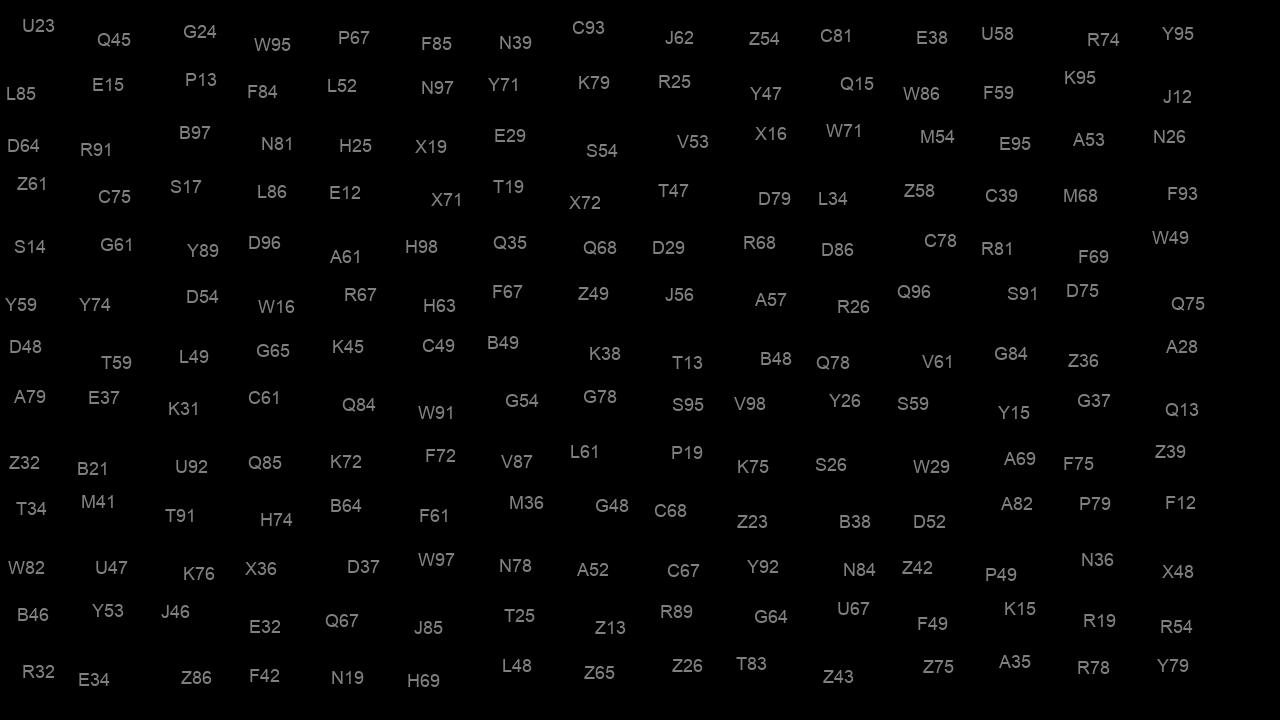 U23 Q45 G24 W95 P67 F85 N39 C93 J62 Z54 C81 E38 U58 R74 Y95
L85 E15 P13 F84 L52 N97 Y71 K79 R25 Y47 Q15 W86 F59 K95 J12
D64 R91 B97 N81 H25 X19 E29 S54 V53 X16 W71 M54 E95 A53 N26
Z61 C75 S17 L86 E12 X71 T19 X72 T47 D79 L34 Z58 C39 M68 F93
S14 G61 Y89 D96 A61 H98 Q35 Q68 D29 R68 D86 C78 R81 F69 W49
Y59 Y74 D54 W16 R67 H63 F67 Z49 J56 A57 R26 Q96 S91 D75 Q75
D48 T59 L49 G65 K45 C49 B49 K38 T13 B48 Q78 V61 G84 Z36 A28
A79 E37 K31 C61 Q84 W91 G54 G78 S95 V98 Y26 S59 Y15 G37 Q13
Z32 B21 U92 Q85 K72 F72 V87 L61 P19 K75 S26 W29 A69 F75 Z39
T34 M41 T91 H74 B64 F61 M36 G48 C68 Z23 B38 D52 A82 P79 F12
W82 U47 K76 X36 D37 W97 N78 A52 C67 Y92 N84 Z42 P49 N36 X48
B46 Y53 J46 E32 Q67 J85 T25 Z13 R89 G64 U67 F49 K15 R19 R54
R32 E34 Z86 F42 N19 H69 L48 Z65 Z26 T83 Z43 Z75 A35 R78 Y79